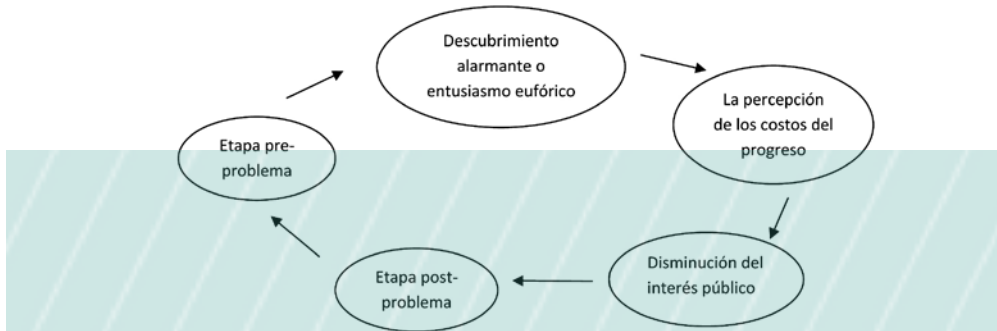 Descubrimiento
alarmante o
entusiasmo eufórico
La percepción
de los costos del
progreso
Etapa pre-
problema
Disminución del
interés público
Etapa post-
problema